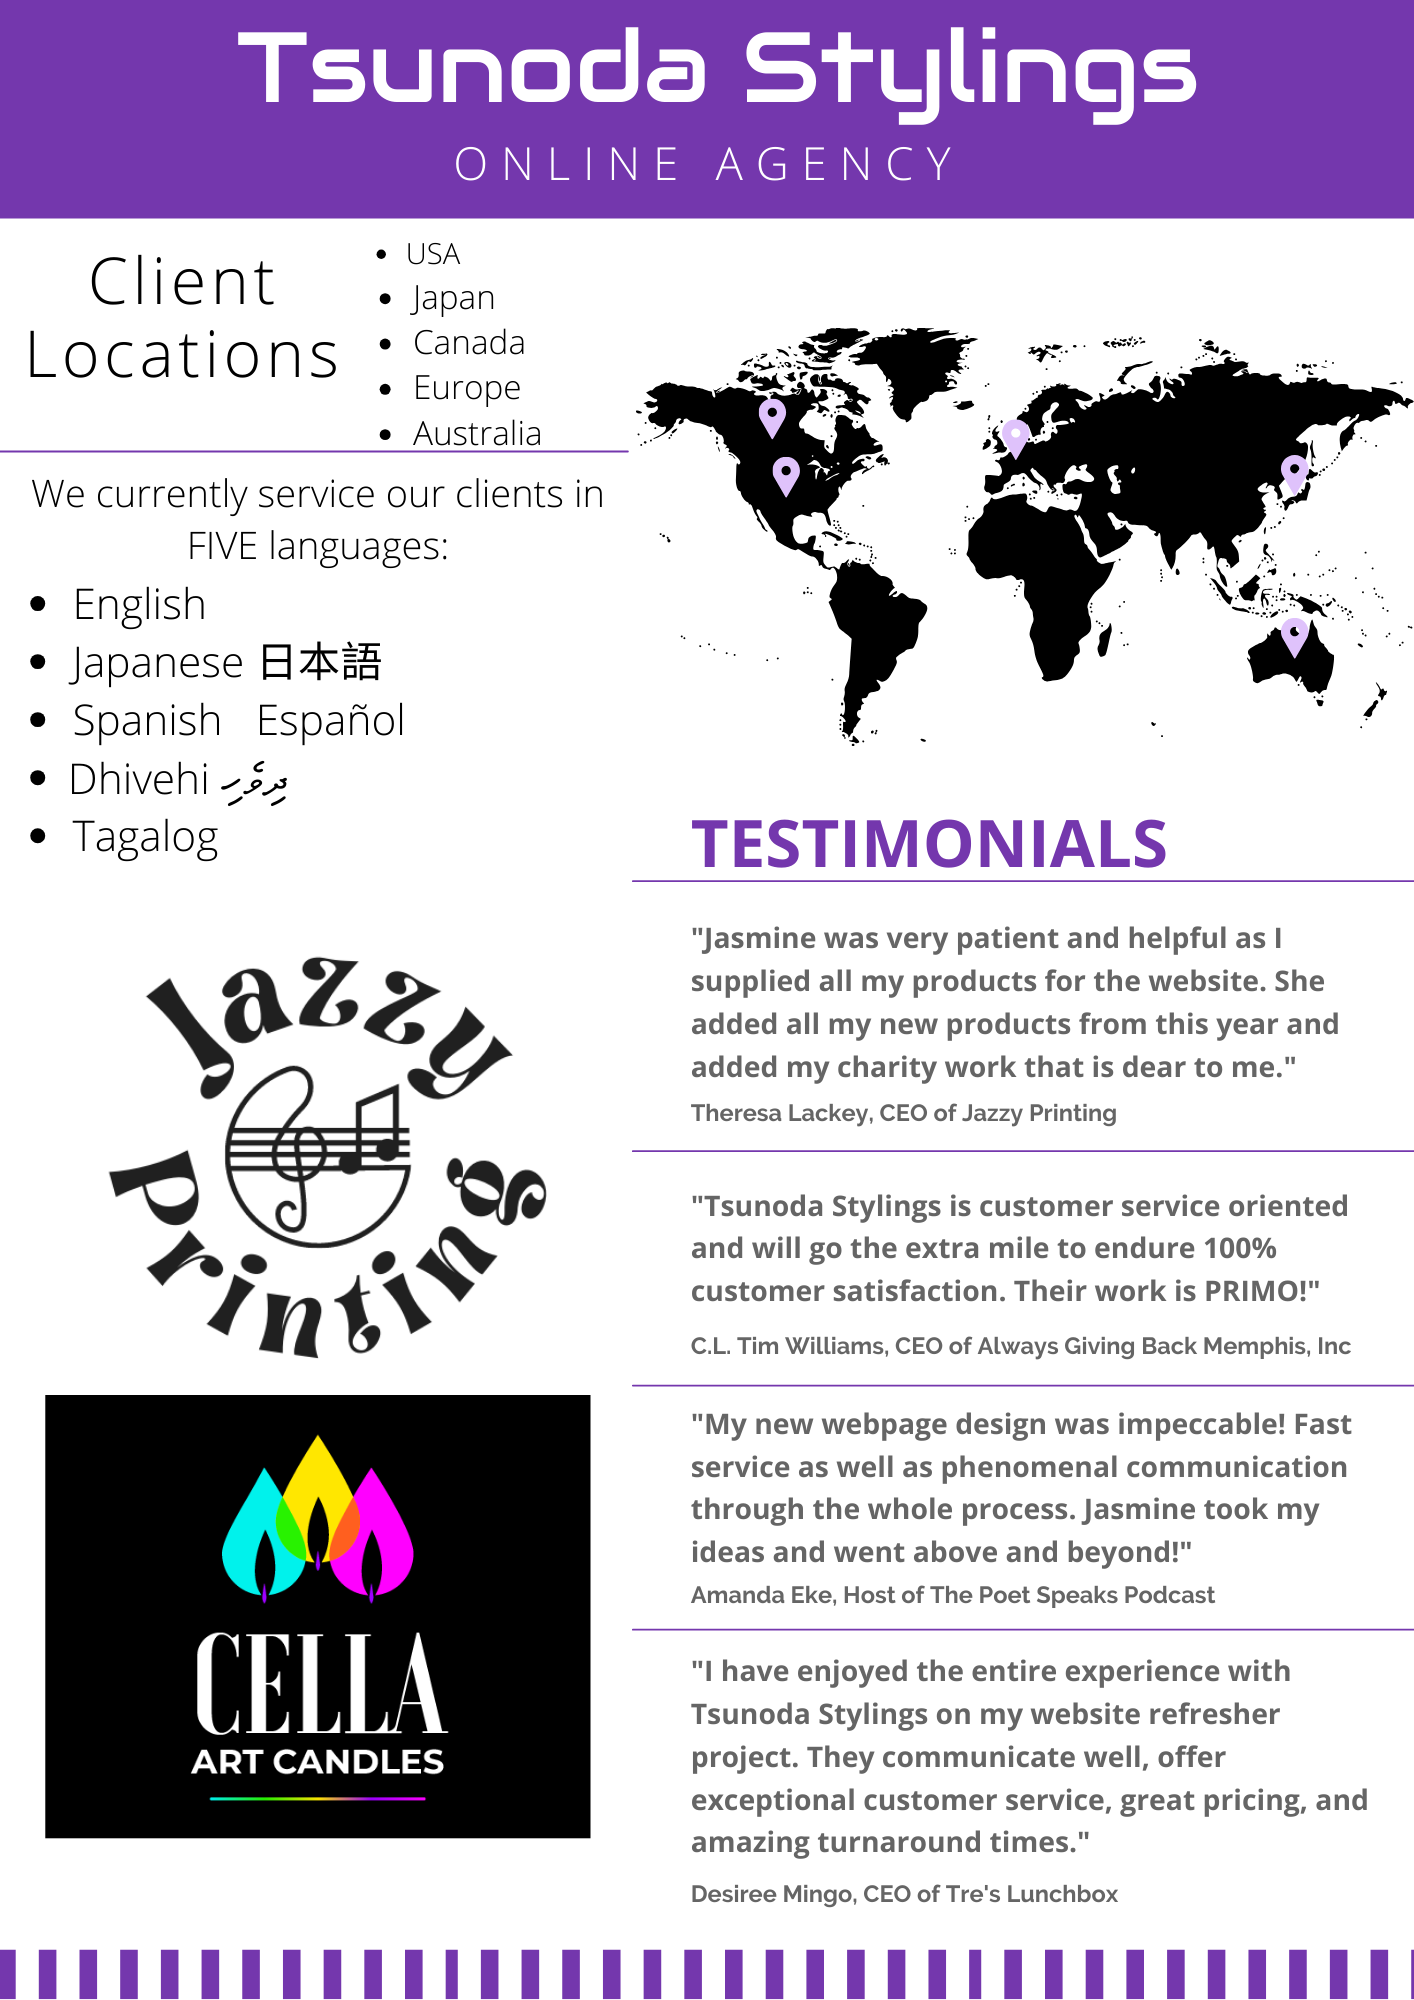 Tsunoda Stylings
ONLINE AGENCY
Client
Locations
• USA
• Japan
• Canada
• Europe
• Australia
We currently service our clients in
FIVE languages:
• English
• Japanese 日本語
• Spanish Español
• Dhivehi ދިވެހި
• Tagalog
Jazzy
Printing
CELLA
ART CANDLES
TESTIMONIALS
"Jasmine was very patient and helpful as I
supplied all my products for the website. She
added all my new products from this year and
added my charity work that is dear to me."
Theresa Lackey, CEO of Jazzy Printing
"Tsunoda Stylings is customer service oriented
and will go the extra mile to endure 100%
customer satisfaction. Their work is PRIMO!"
C.L. Tim Williams, CEO of Always Giving Back Memphis, Inc
"My new webpage design was impeccable! Fast
service as well as phenomenal communication
through the whole process. Jasmine took my
ideas and went above and beyond!"
Amanda Eke, Host of The Poet Speaks Podcast
"I have enjoyed the entire experience with
Tsunoda Stylings on my website refresher
project. They communicate well, offer
exceptional customer service, great pricing, and
amazing turnaround times."
Desiree Mingo, CEO of Tre's Lunchbox